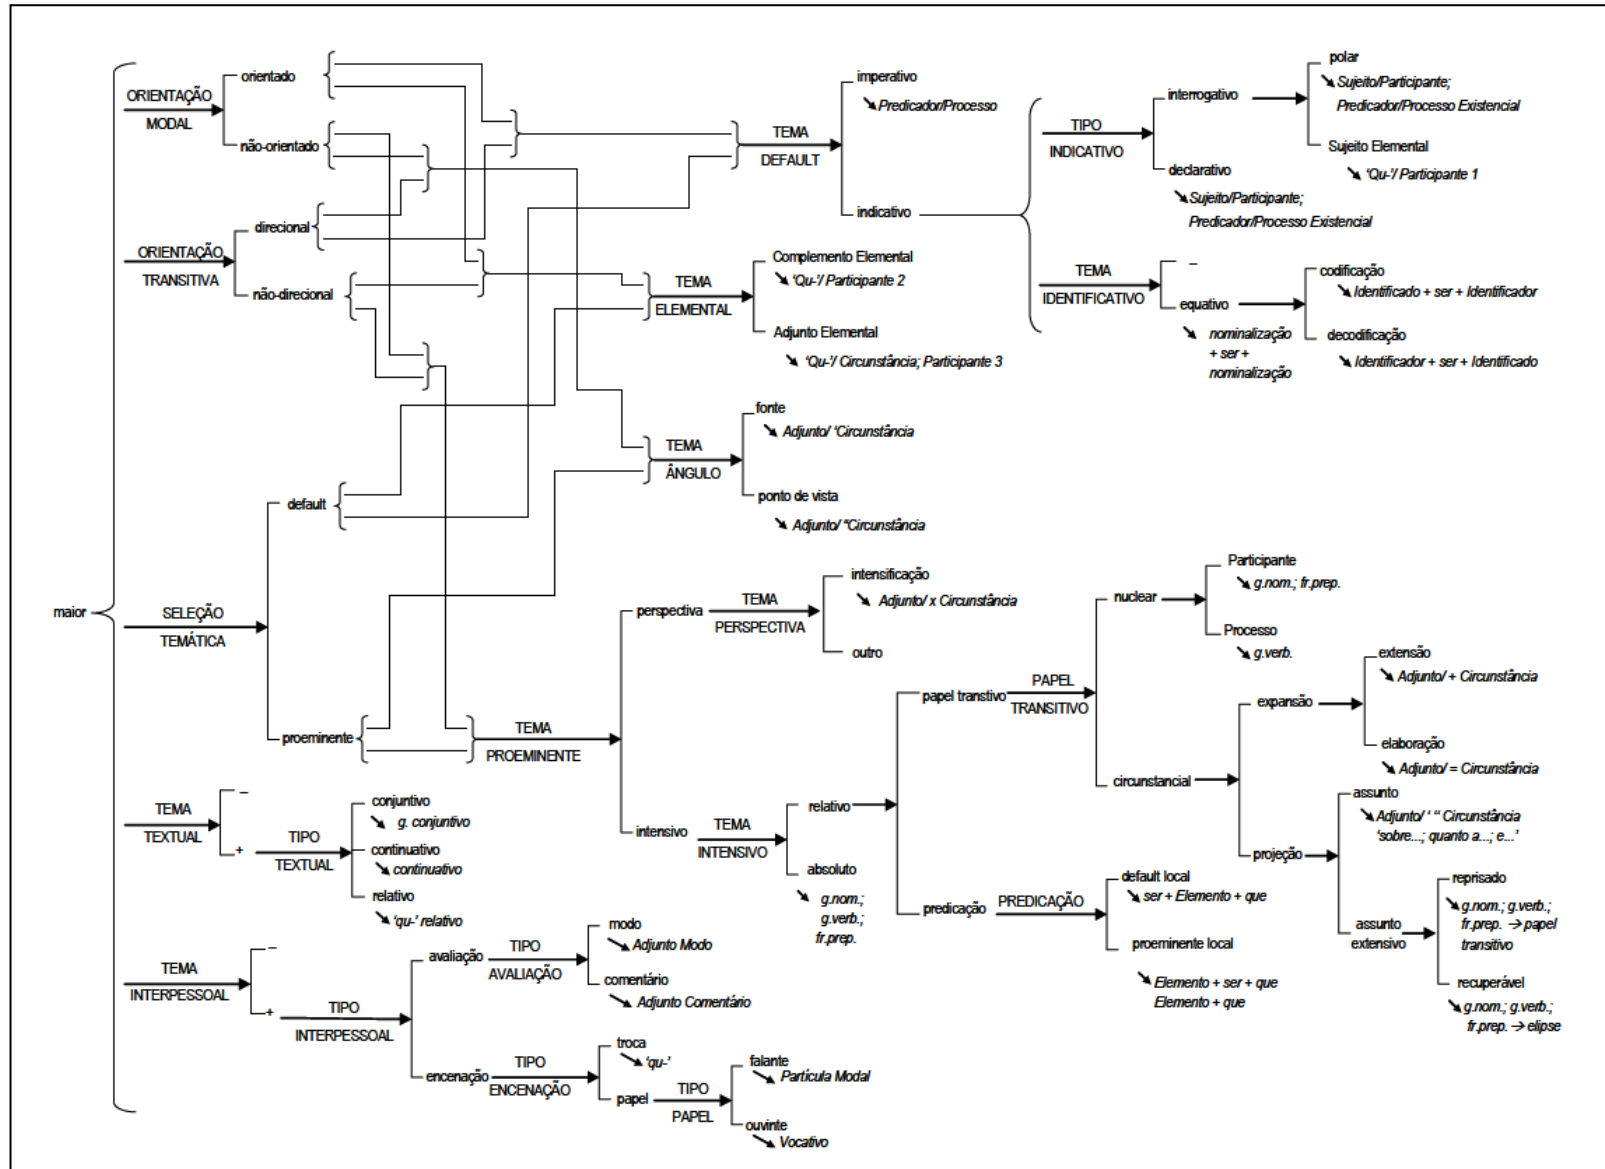 maior
ORIENTAÇÃO
MODAL
orientado
não-orientado
ORIENTAÇÃO
TRANSITIVA
direcional
não-direcional
SELEÇÃO
TEMÁTICA
default
proeminente
TEMA
TEXTUAL
–
+
TIPO
TEXTUAL
conjuntivo
↘ g. conjuntivo
continuativo
↘ continuativo
relativo
↘ ‘qu-’ relativo
TEMA
INTERPESSOAL
–
+
TIPO
INTERPESSOAL
avaliação
TIPO
AVALIAÇÃO
modo
↘ Adjunto Modo
comentário
↘ Adjunto Comentário
encenação
TIPO
ENCENAÇÃO
troca
↘ ‘qu-’
papel
TIPO
PAPEL
falante
↘ Partícula Modal
ouvinte
↘ Vocativo
TEMA
DEFAULT
imperativo
↘ Predicador/Processo
indicativo
TIPO
INDICATIVO
interrogativo
polar
↘ Sujeito/Participante;
Predicador/Processo Existencial
Sujeito Elemental
↘ ‘Qu-’/ Participante 1
declarativo
↘ Sujeito/Participante;
Predicador/Processo Existencial
TEMA
IDENTIFICATIVO
–
equativo
↘ nominalização
+ ser +
nominalização
codificação
↘ Identificado + ser + Identificador
decodificação
↘ Identificador + ser + Identificado
TEMA
ELEMENTAL
Complemento Elemental
↘ ‘Qu-’/ Participante 2
Adjunto Elemental
↘ ‘Qu-’/ Circunstância; Participante 3
TEMA
ÂNGULO
fonte
↘ Adjunto/ ‘Circunstância
ponto de vista
↘ Adjunto/ “Circunstância
TEMA
PROEMINENTE
perspectiva
TEMA
PERSPECTIVA
intensificação
↘ Adjunto/ x Circunstância
outro
intensivo
TEMA
INTENSIVO
relativo
absoluto
↘ g.nom.;
g.verb.;
fr.prep.
papel transtivo
PAPEL
TRANSITIVO
nuclear
Participante
↘ g.nom.; fr.prep.
Processo
↘ g.verb.
circunstancial
expansão
extensão
↘ Adjunto/ + Circunstância
elaboração
↘ Adjunto/ = Circunstância
projeção
assunto
↘ Adjunto/ ‘ “ Circunstância
‘sobre...; quanto a...; e...’
assunto
extensivo
reprisado
↘ g.nom.; g.verb.;
fr.prep. → papel
transitivo
recuperável
↘ g.nom.; g.verb.;
fr.prep. → elipse
predicação
PREDICAÇÃO
default local
↘ ser + Elemento + que
proeminente local
↘ Elemento + ser + que
Elemento + que